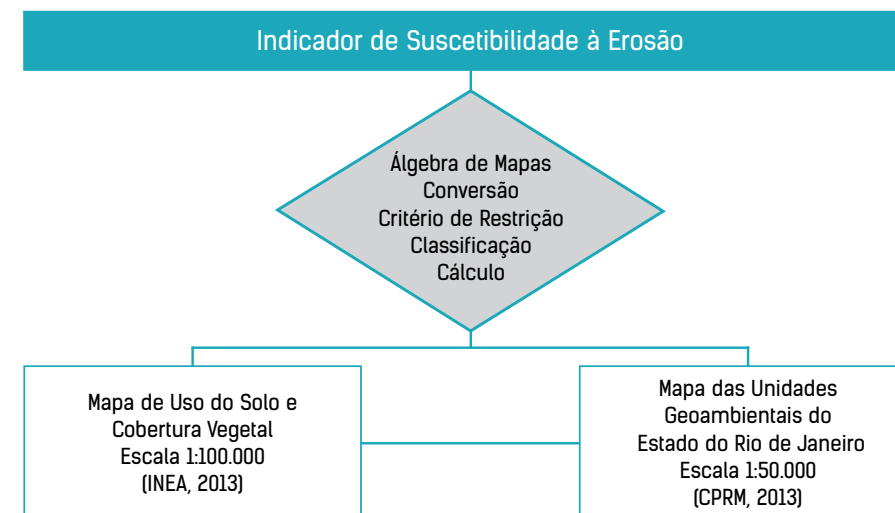 Indicador de Suscetibilidade à Erosão
Álgebra de Mapas
Conversão
Critério de Restrição
Classificação
Cálculo
Mapa de Uso do Solo e
Cobertura Vegetal
Escala 1:100.000
(INEA, 2013)
Mapa das Unidades
Geoambientais do
Estado do Rio de Janeiro
Escala 1:50.000
(CPRM, 2013)